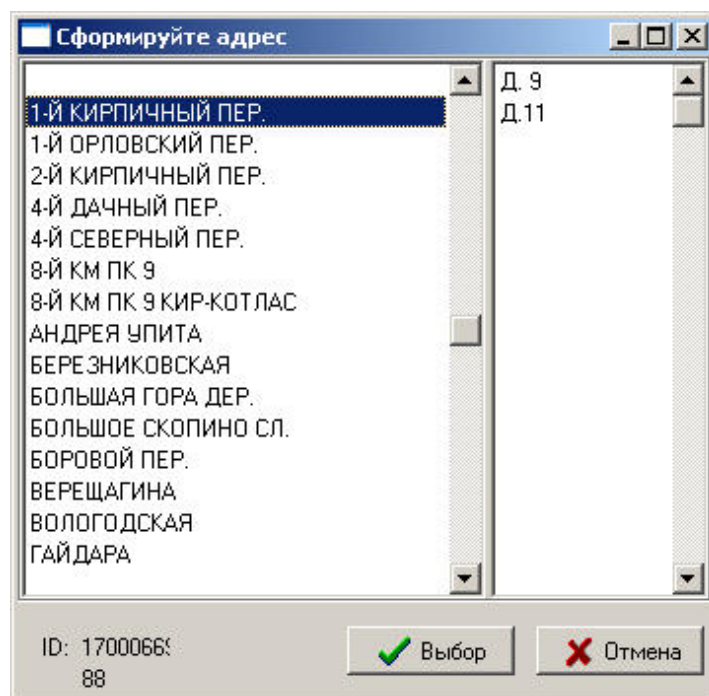 Сформируйте адрес
1-Й КИРПИЧНЫЙ ПЕР.
1-Й ОРЛОВСКИЙ ПЕР.
2-Й КИРПИЧНЫЙ ПЕР.
4-Й ДАЧНЫЙ ПЕР.
4-Й СЕВЕРНЫЙ ПЕР.
8-Й КМ ПК 9
8-Й КМ ПК 9 КИР-КОТЛАС
АНДРЕЯ УПИТА
БЕРЕЗНИКОВСКАЯ
БОЛЬШАЯ ГОРА ДЕР.
БОЛЬШОЕ СКОПИНО СЛ.
БОРОВОЙ ПЕР.
ВЕРЕЩАГИНА
ВОЛОГОДСКАЯ
ГАЙДАРА
Д. 9
Д.11
ID:
88
Выбор
Отмена